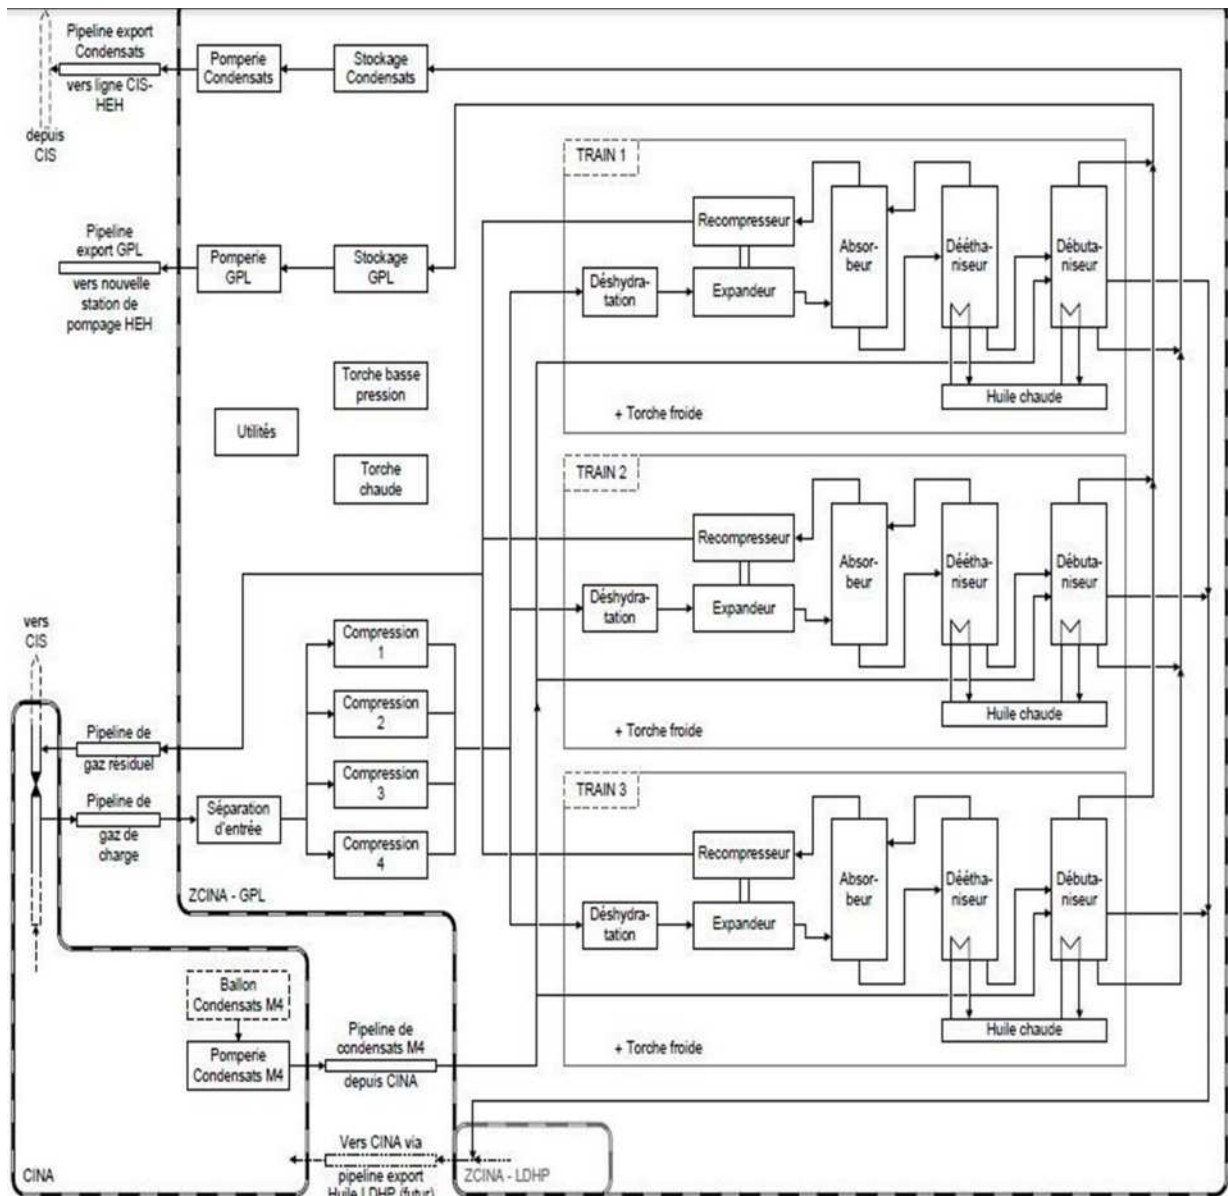 Pipeline export
Condensats
vers ligne CIS-
HEH
depuis
CIS
Pomperie
Condensats
Stockage
Condensats
Pipeline
export GPL
vers nouvelle
station de
pompage HEH
Pomperie
GPL
Stockage
GPL
Torche basse
pression
Utilités
Torche
chaude
TRAIN 1
Recompresseur
Déshydra-
tation
Expandeur
Absor-
beur
Déétha-
niseur
Débuta-
niseur
Huile chaude
+ Torche froide
TRAIN 2
Recompresseur
Déshydra-
tation
Expandeur
Absor-
beur
Déétha-
niseur
Débuta-
niseur
Huile chaude
+ Torche froide
TRAIN 3
Recompresseur
Déshydra-
tation
Expandeur
Absor-
beur
Déétha-
niseur
Débuta-
niseur
Huile chaude
+ Torche froide
vers
CIS
Pipeline de
gaz résiduel
Pipeline de
gaz de
charge
Séparation
d'entrée
Compression
1
Compression
2
Compression
3
Compression
4
ZCINA - GPL
Ballon
Condensats M4
Pomperie
Condensats M4
Pipeline de
condensats M4
depuis CINA
Vers CINA via
pipeline export
Huile LDHP (futur)
ZCINA - LDHP
CINA